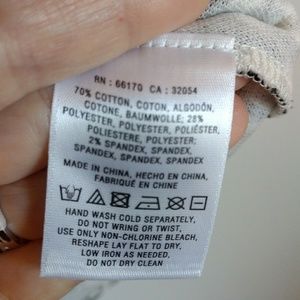 RN : 66170 CA : 32054
70% COTTON, COTON, ALGODÓN,
COTONE, BAUMWOLLE; 28%
POLYESTER, POLYESTER, POLIÉSTER,
POLIESTERE, POLYESTER;
2% SPANDEX, SPANDEX,
SPANDEX, SPANDEX, SPANDEX
MADE IN CHINA, HECHO EN CHINA,
FABRIQUÉ EN CHINE
HAND WASH COLD SEPARATELY,
DO NOT WRING OR TWIST,
USE ONLY NON-CHLORINE BLEACH,
RESHAPE LAY FLAT TO DRY,
LOW IRON AS NEEDED,
DO NOT DRY CLEAN